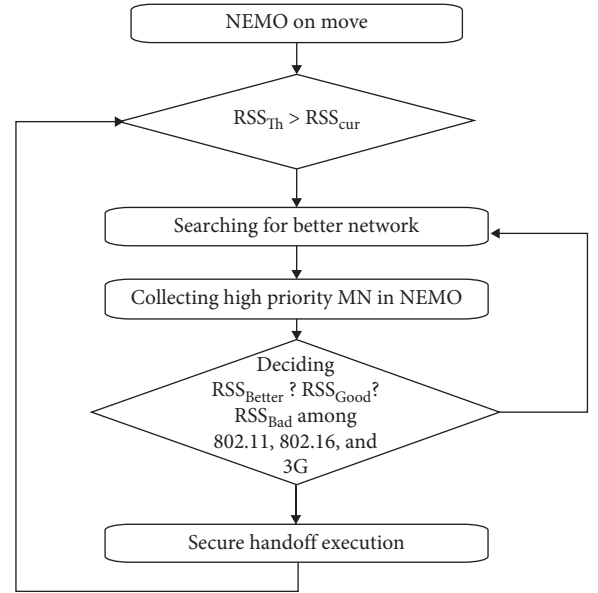 NEMO on move
RSS_Th > RSS_cur
Searching for better network
Collecting high priority MN in NEMO
Deciding
RSS_Better ? RSS_Good?
RSS_Bad among
802.11, 802.16, and
3G
Secure handoff execution